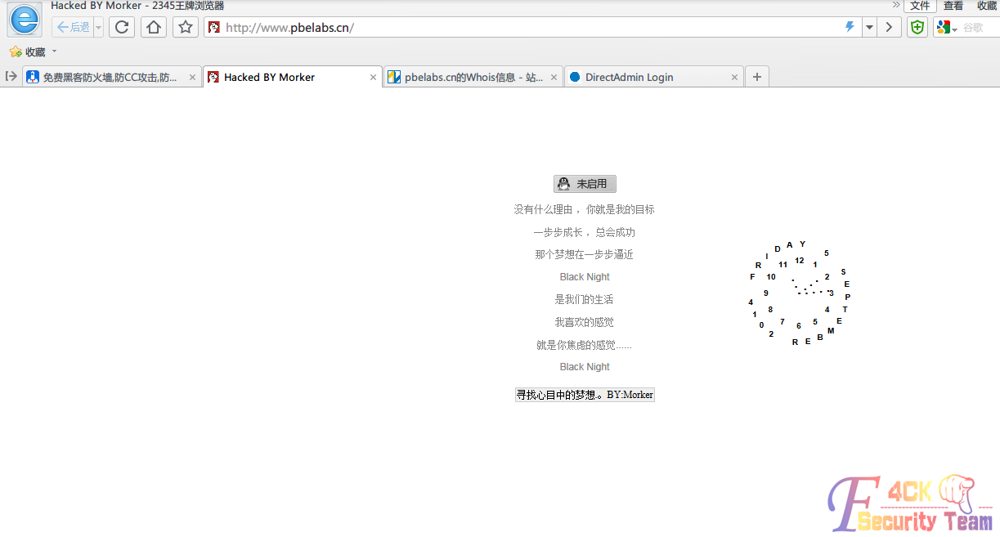 Hacked BY Morker - 2345王牌浏览器
文件 查看 收藏
后退
http://www.pbelabs.cn/
谷歌
收藏
免费黑客防火墙,防CC攻击,防...
Hacked BY Morker
pbelabs.cn的Whois信息 - 站...
DirectAdmin Login
未启用
没有什么理由 ，你就是我的目标
一步步成长 ，总会成功
那个梦想在一步步逼近
Black Night
是我们的生活
我喜欢的感觉
就是你焦虑的感觉……
Black Night
寻找心目中的梦想.。BY:Morker
FRIDAY 5 SEPTEMBER 2014
12 1 2 3 4 5 6 7 8 9 10 11
F4CK
Security Team